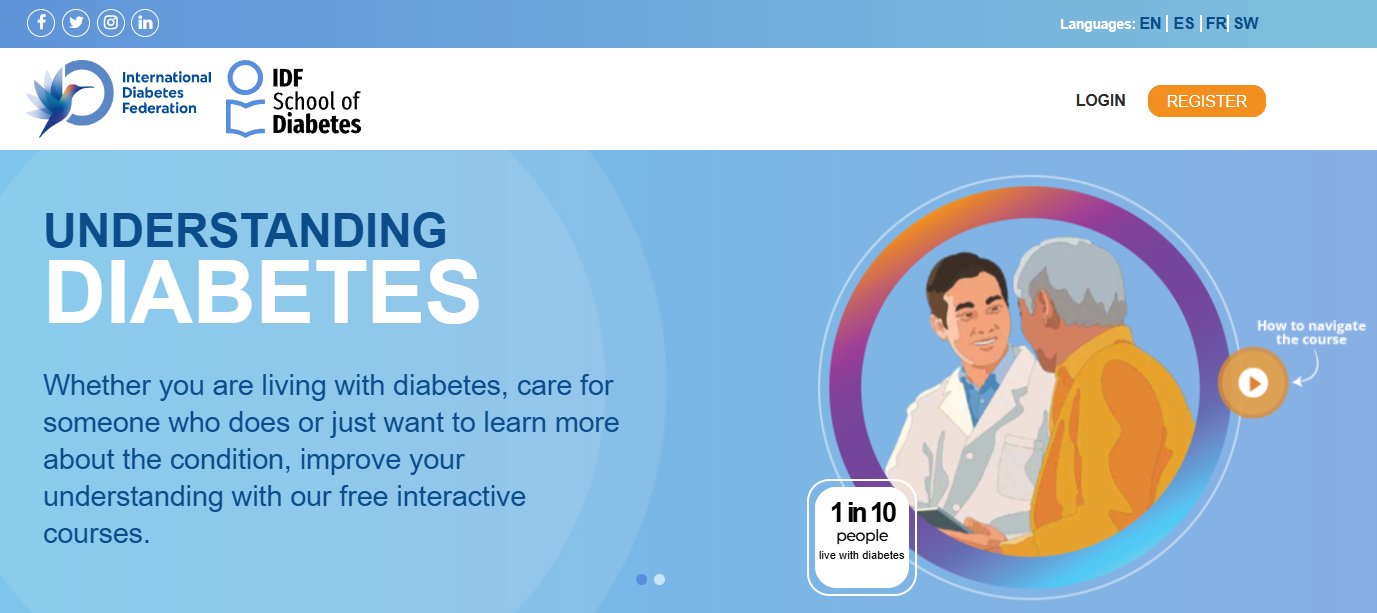 Languages: EN | ES | FR| SW
International
Diabetes
Federation
IDF
School of
Diabetes
LOGIN
REGISTER
UNDERSTANDING
DIABETES
Whether you are living with diabetes, care for
someone who does or just want to learn more
about the condition, improve your
understanding with our free interactive
courses.
How to navigate
the course
1 in 10
people
live with diabetes